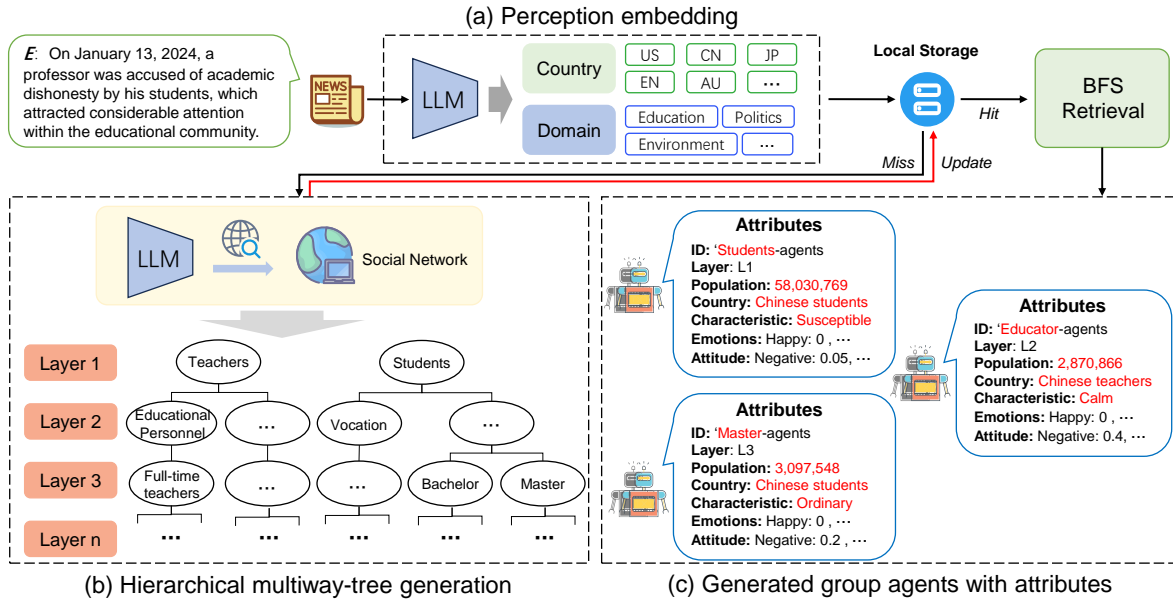 (a) Perception embedding
E: On January 13, 2024, a
professor was accused of academic
dishonesty by his students, which
attracted considerable attention
within the educational community.
NEWS
LLM
Country
US CN JP
EN AU ...
Domain
Education Politics
Environment ...
Local Storage
Hit
BFS
Retrieval
Miss
Update
LLM
Social Network
Layer 1
Teachers
Students
Layer 2
Educational
Personnel
...
Vocation
...
Layer 3
Full-time
teachers
...
...
Bachelor
Master
Layer n
... ... ... ... ...
(b) Hierarchical multiway-tree generation
Attributes
ID: 'Students-agents
Layer: L1
Population: 58,030,769
Country: Chinese students
Characteristic: Susceptible
Emotions: Happy: 0 , ...
Attitude: Negative: 0.05, ...
Attributes
ID: 'Educator-agents
Layer: L2
Population: 2,870,866
Country: Chinese teachers
Characteristic: Calm
Emotions: Happy: 0 , ...
Attitude: Negative: 0.4, ...
Attributes
ID: 'Master-agents
Layer: L3
Population: 3,097,548
Country: Chinese students
Characteristic: Ordinary
Emotions: Happy: 0 , ...
Attitude: Negative: 0.2 , ...
(c) Generated group agents with attributes